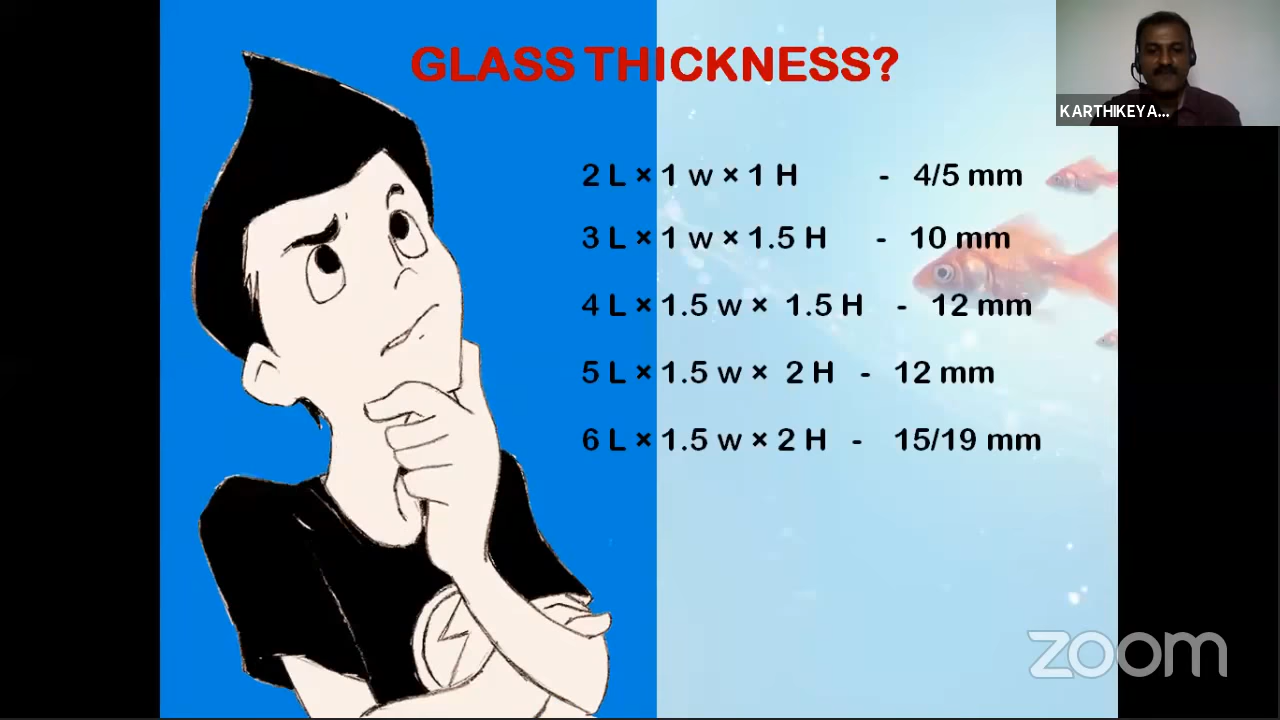 GLASS THICKNESS?
KARTHIKEYA...
2 L × 1 w × 1 H - 4/5 mm
3 L × 1 w × 1.5 H - 10 mm
4 L × 1.5 w × 1.5 H - 12 mm
5 L × 1.5 w × 2 H - 12 mm
6 L × 1.5 w × 2 H - 15/19 mm
zoom